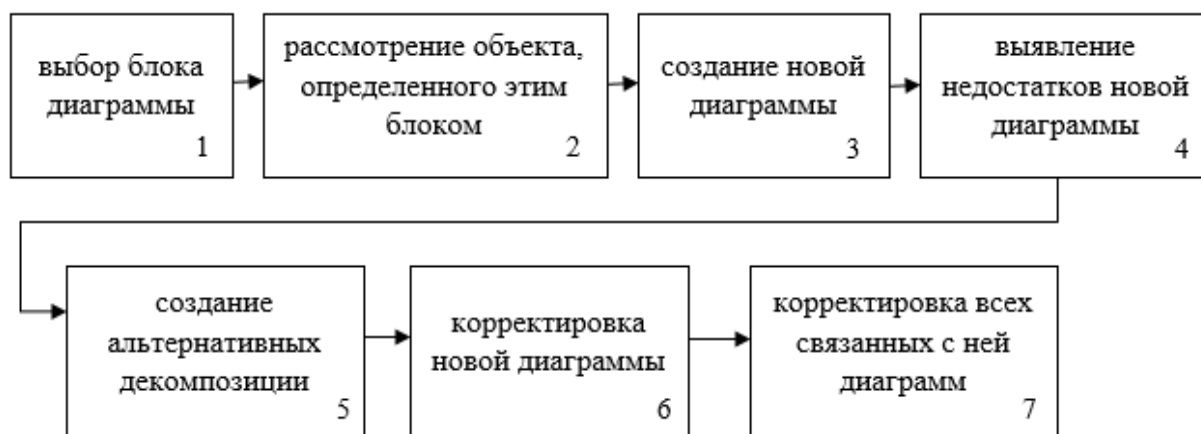 выбор блока
диаграммы
1
рассмотрение объекта,
определенного этим
блоком
2
создание новой
диаграммы
3
выявление
недостатков новой
диаграммы
4
создание
альтернативных
декомпозиции
5
корректировка
новой диаграммы
6
корректировка всех
связанных с ней
диаграмм
7